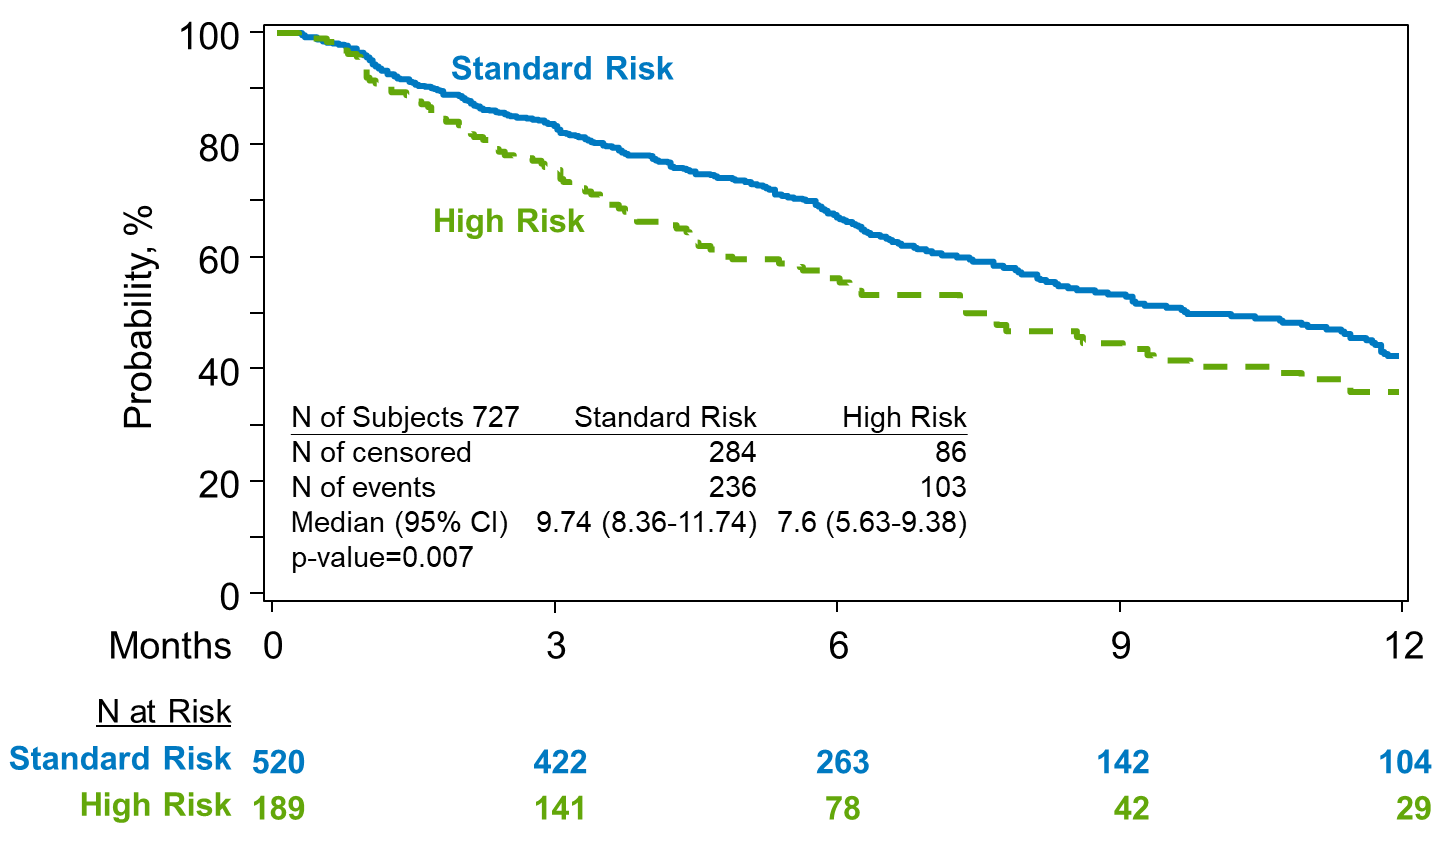 100
80
60
40
20
0
Probability, %
Standard Risk
High Risk
N of Subjects 727 Standard Risk High Risk
N of censored 284 86
N of events 236 103
Median (95% CI) 9.74 (8.36-11.74) 7.6 (5.63-9.38)
p-value=0.007
Months 0 3 6 9 12
N at Risk
Standard Risk 520 422 263 142 104
High Risk 189 141 78 42 29